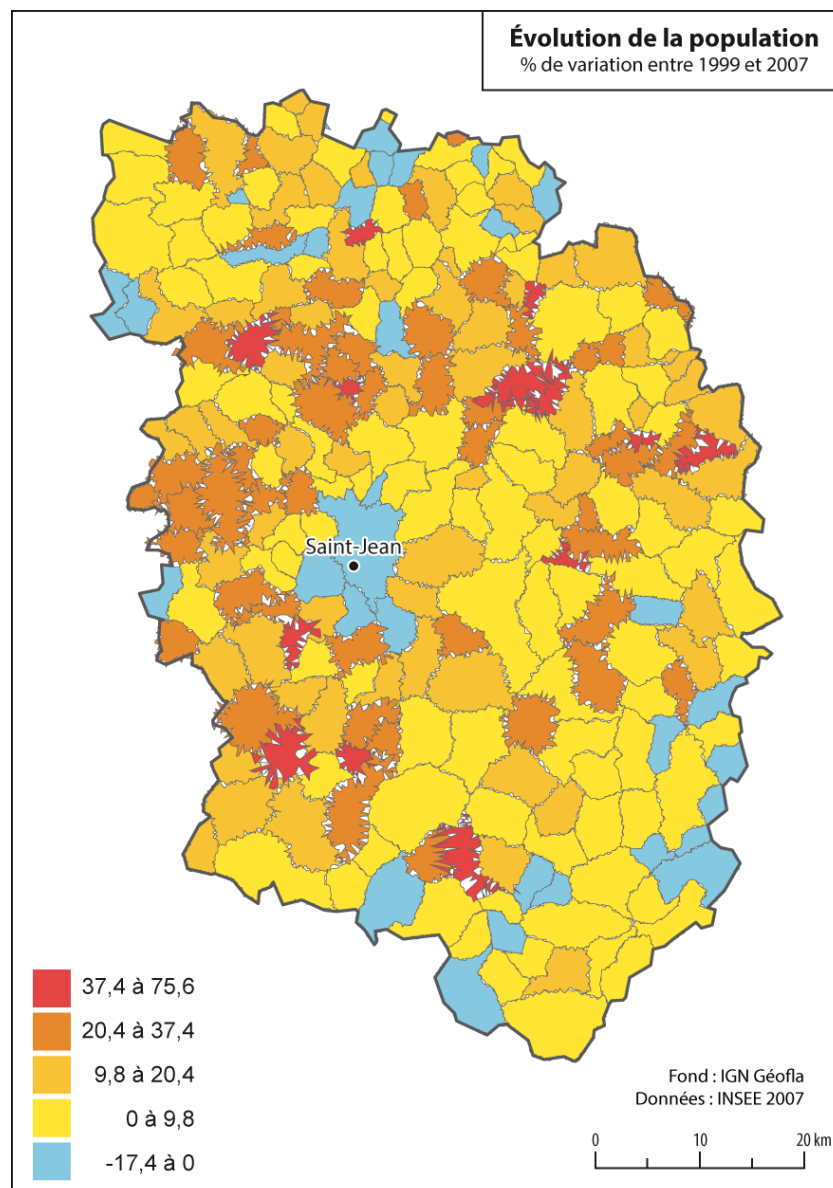 Évolution de la population
% de variation entre 1999 et 2007
Saint-Jean
37,4 à 75,6
20,4 à 37,4
9,8 à 20,4
0 à 9,8
-17,4 à 0
Fond : IGN Géofla
Données : INSEE 2007
0 10 20 km